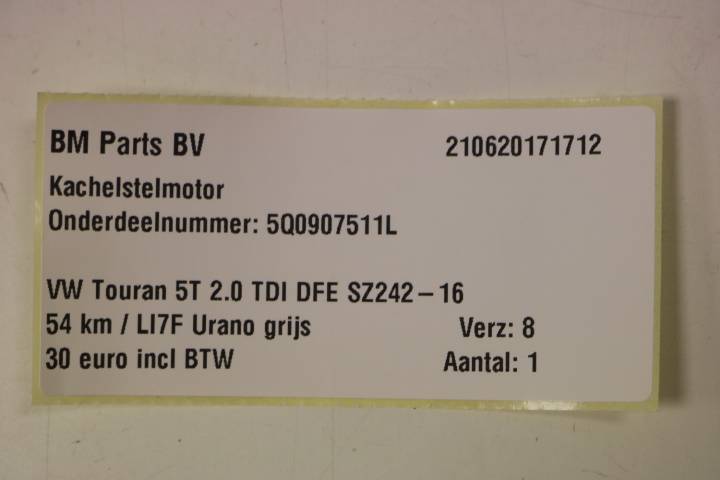 BM Parts BV 210620171712
Kachelstelmotor
Onderdeelnummer: 5Q0907511L
VW Touran 5T 2.0 TDI DFE SZ242-16
54 km / LI7F Urano grijs Verz: 8
30 euro incl BTW Aantal: 1